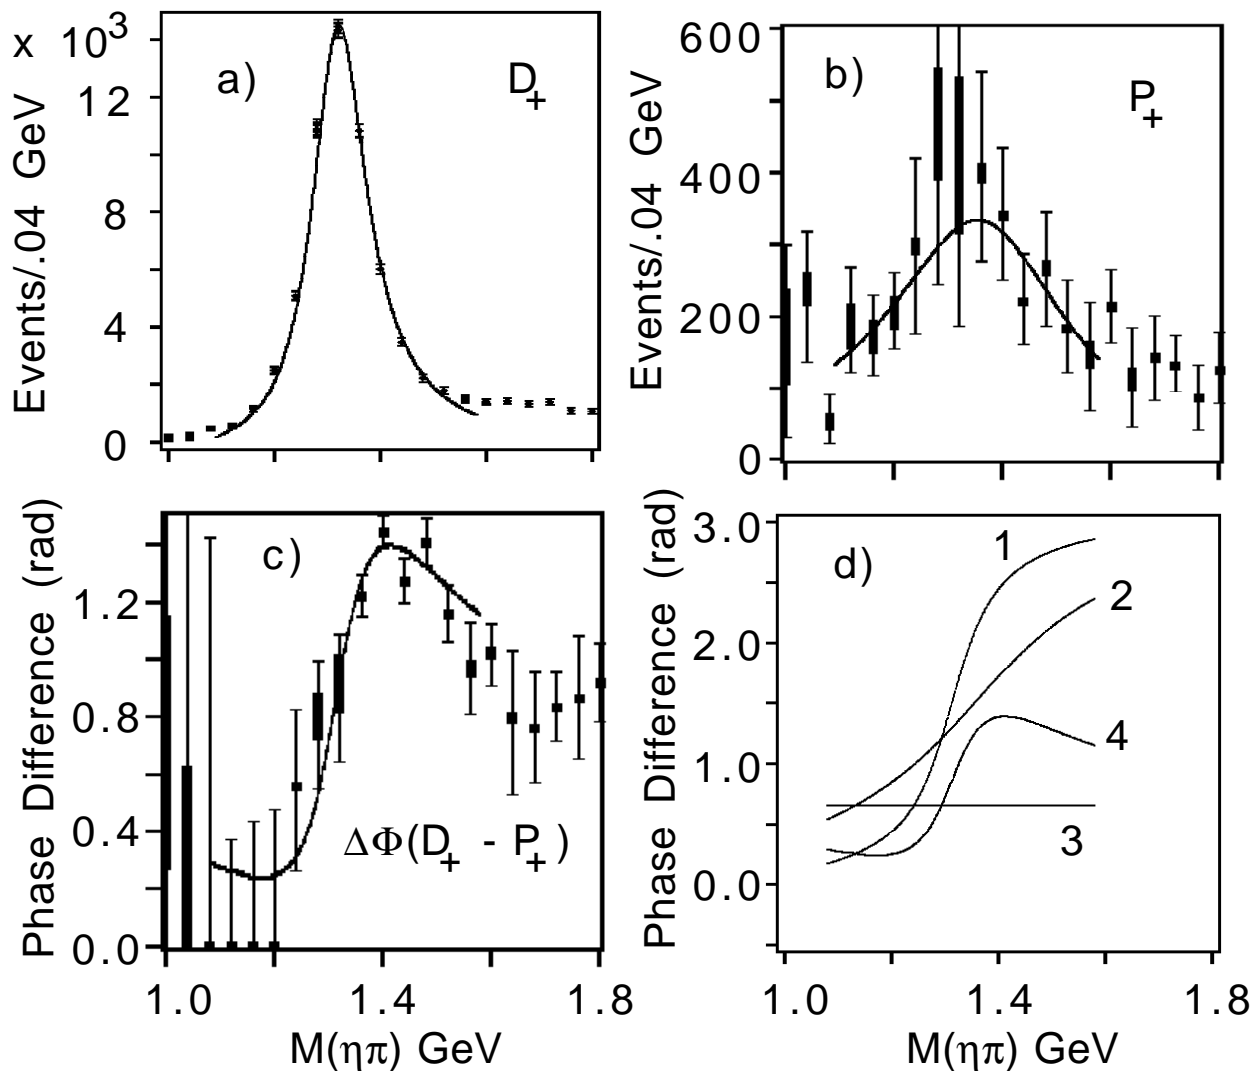 x 10³
a)
D₊
12
8
4
0
Events/.04 GeV
600
b)
P₊
400
200
0
Events/.04 GeV
c)
1.2
0.8
0.4
0.0
ΔΦ(D₊ - P₊)
Phase Difference (rad)
1.0 1.4 1.8
M(ηπ) GeV
3.0
d)
1
2
2.0
4
1.0
3
0.0
Phase Difference (rad)
1.0 1.4 1.8
M(ηπ) GeV